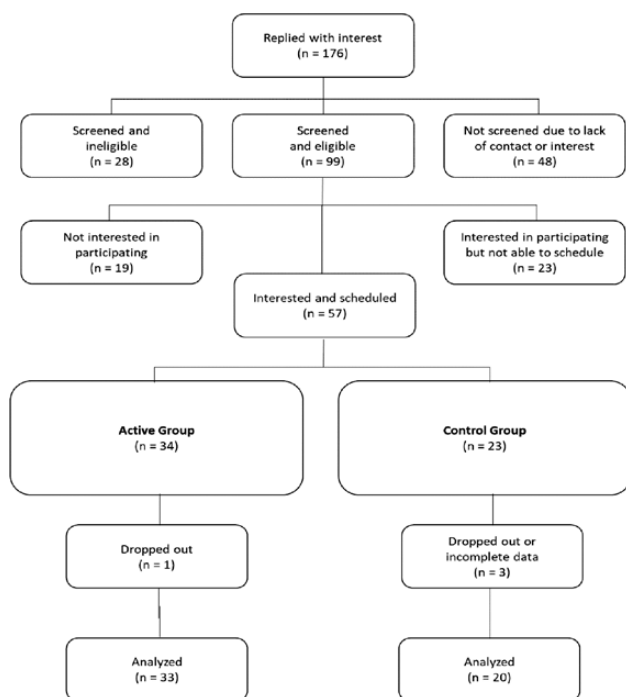 Replied with interest
(n = 176)
Screened and
ineligible
(n = 28)
Screened
and eligible
(n = 99)
Not screened due to lack
of contact or interest
(n = 48)
Not interested in
participating
(n = 19)
Interested in participating
but not able to schedule
(n = 23)
Interested and scheduled
(n = 57)
Active Group
(n = 34)
Control Group
(n = 23)
Dropped out
(n = 1)
Dropped out or
incomplete data
(n = 3)
Analyzed
(n = 33)
Analyzed
(n = 20)